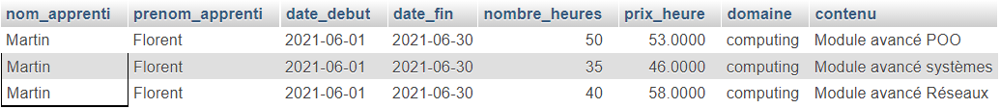 nom_apprenti prenom_apprenti date_debut date_fin nombre_heures prix_heure domaine contenu
Martin Florent 2021-06-01 2021-06-30 50 53.0000 computing Module avancé POO
Martin Florent 2021-06-01 2021-06-30 35 46.0000 computing Module avancé systèmes
Martin Florent 2021-06-01 2021-06-30 40 58.0000 computing Module avancé Réseaux